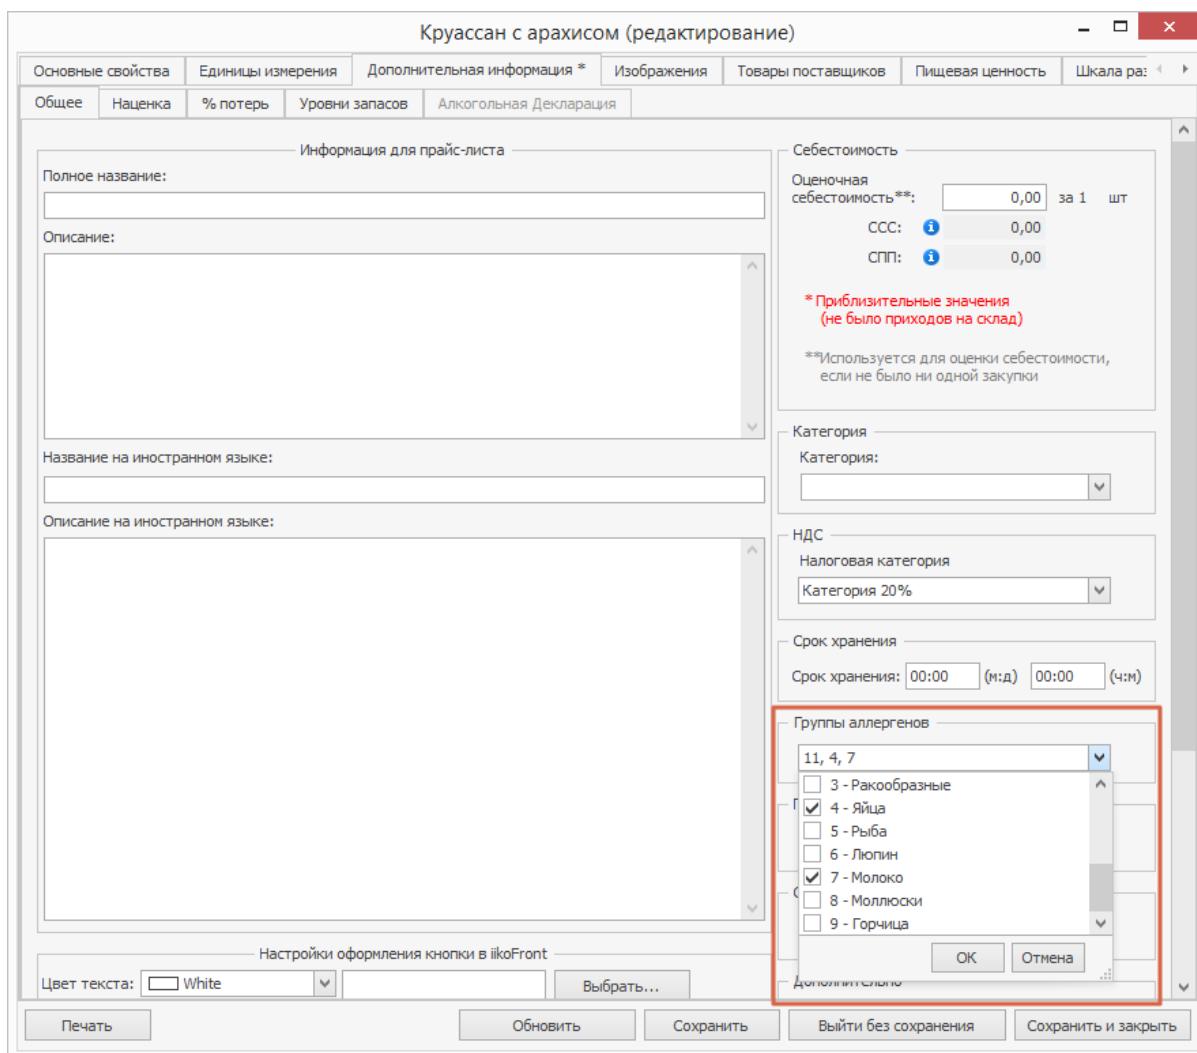 Круассан с арахисом (редактирование)
Основные свойства Единицы измерения Дополнительная информация * Изображения Товары поставщиков Пищевая ценность Шкала раз
Общее Наценка % потерь Уровни запасов Алкогольная Декларация
Информация для прайс-листа
Полное название:
Описание:
Название на иностранном языке:
Описание на иностранном языке:
Настройки оформления кнопки в iikoFront
Цвет текста: White Выбрать...
Себестоимость
Оценочная
себестоимость**: 0,00 за 1 шт
ССС: 0,00
СПП: 0,00
* Приблизительные значения
(не было приходов на склад)
**Используется для оценки себестоимости,
если не было ни одной закупки
Категория
Категория:
НДС
Налоговая категория
Категория 20%
Срок хранения
Срок хранения: 00:00 (м:д) 00:00 (ч:м)
Группы аллергенов
11, 4, 7
3 - Ракообразные
4 - Яйца
5 - Рыба
6 - Люпин
7 - Молоко
8 - Моллюски
9 - Горчица
ОК Отмена
Дополнительно
Печать Обновить Сохранить Выйти без сохранения Сохранить и закрыть